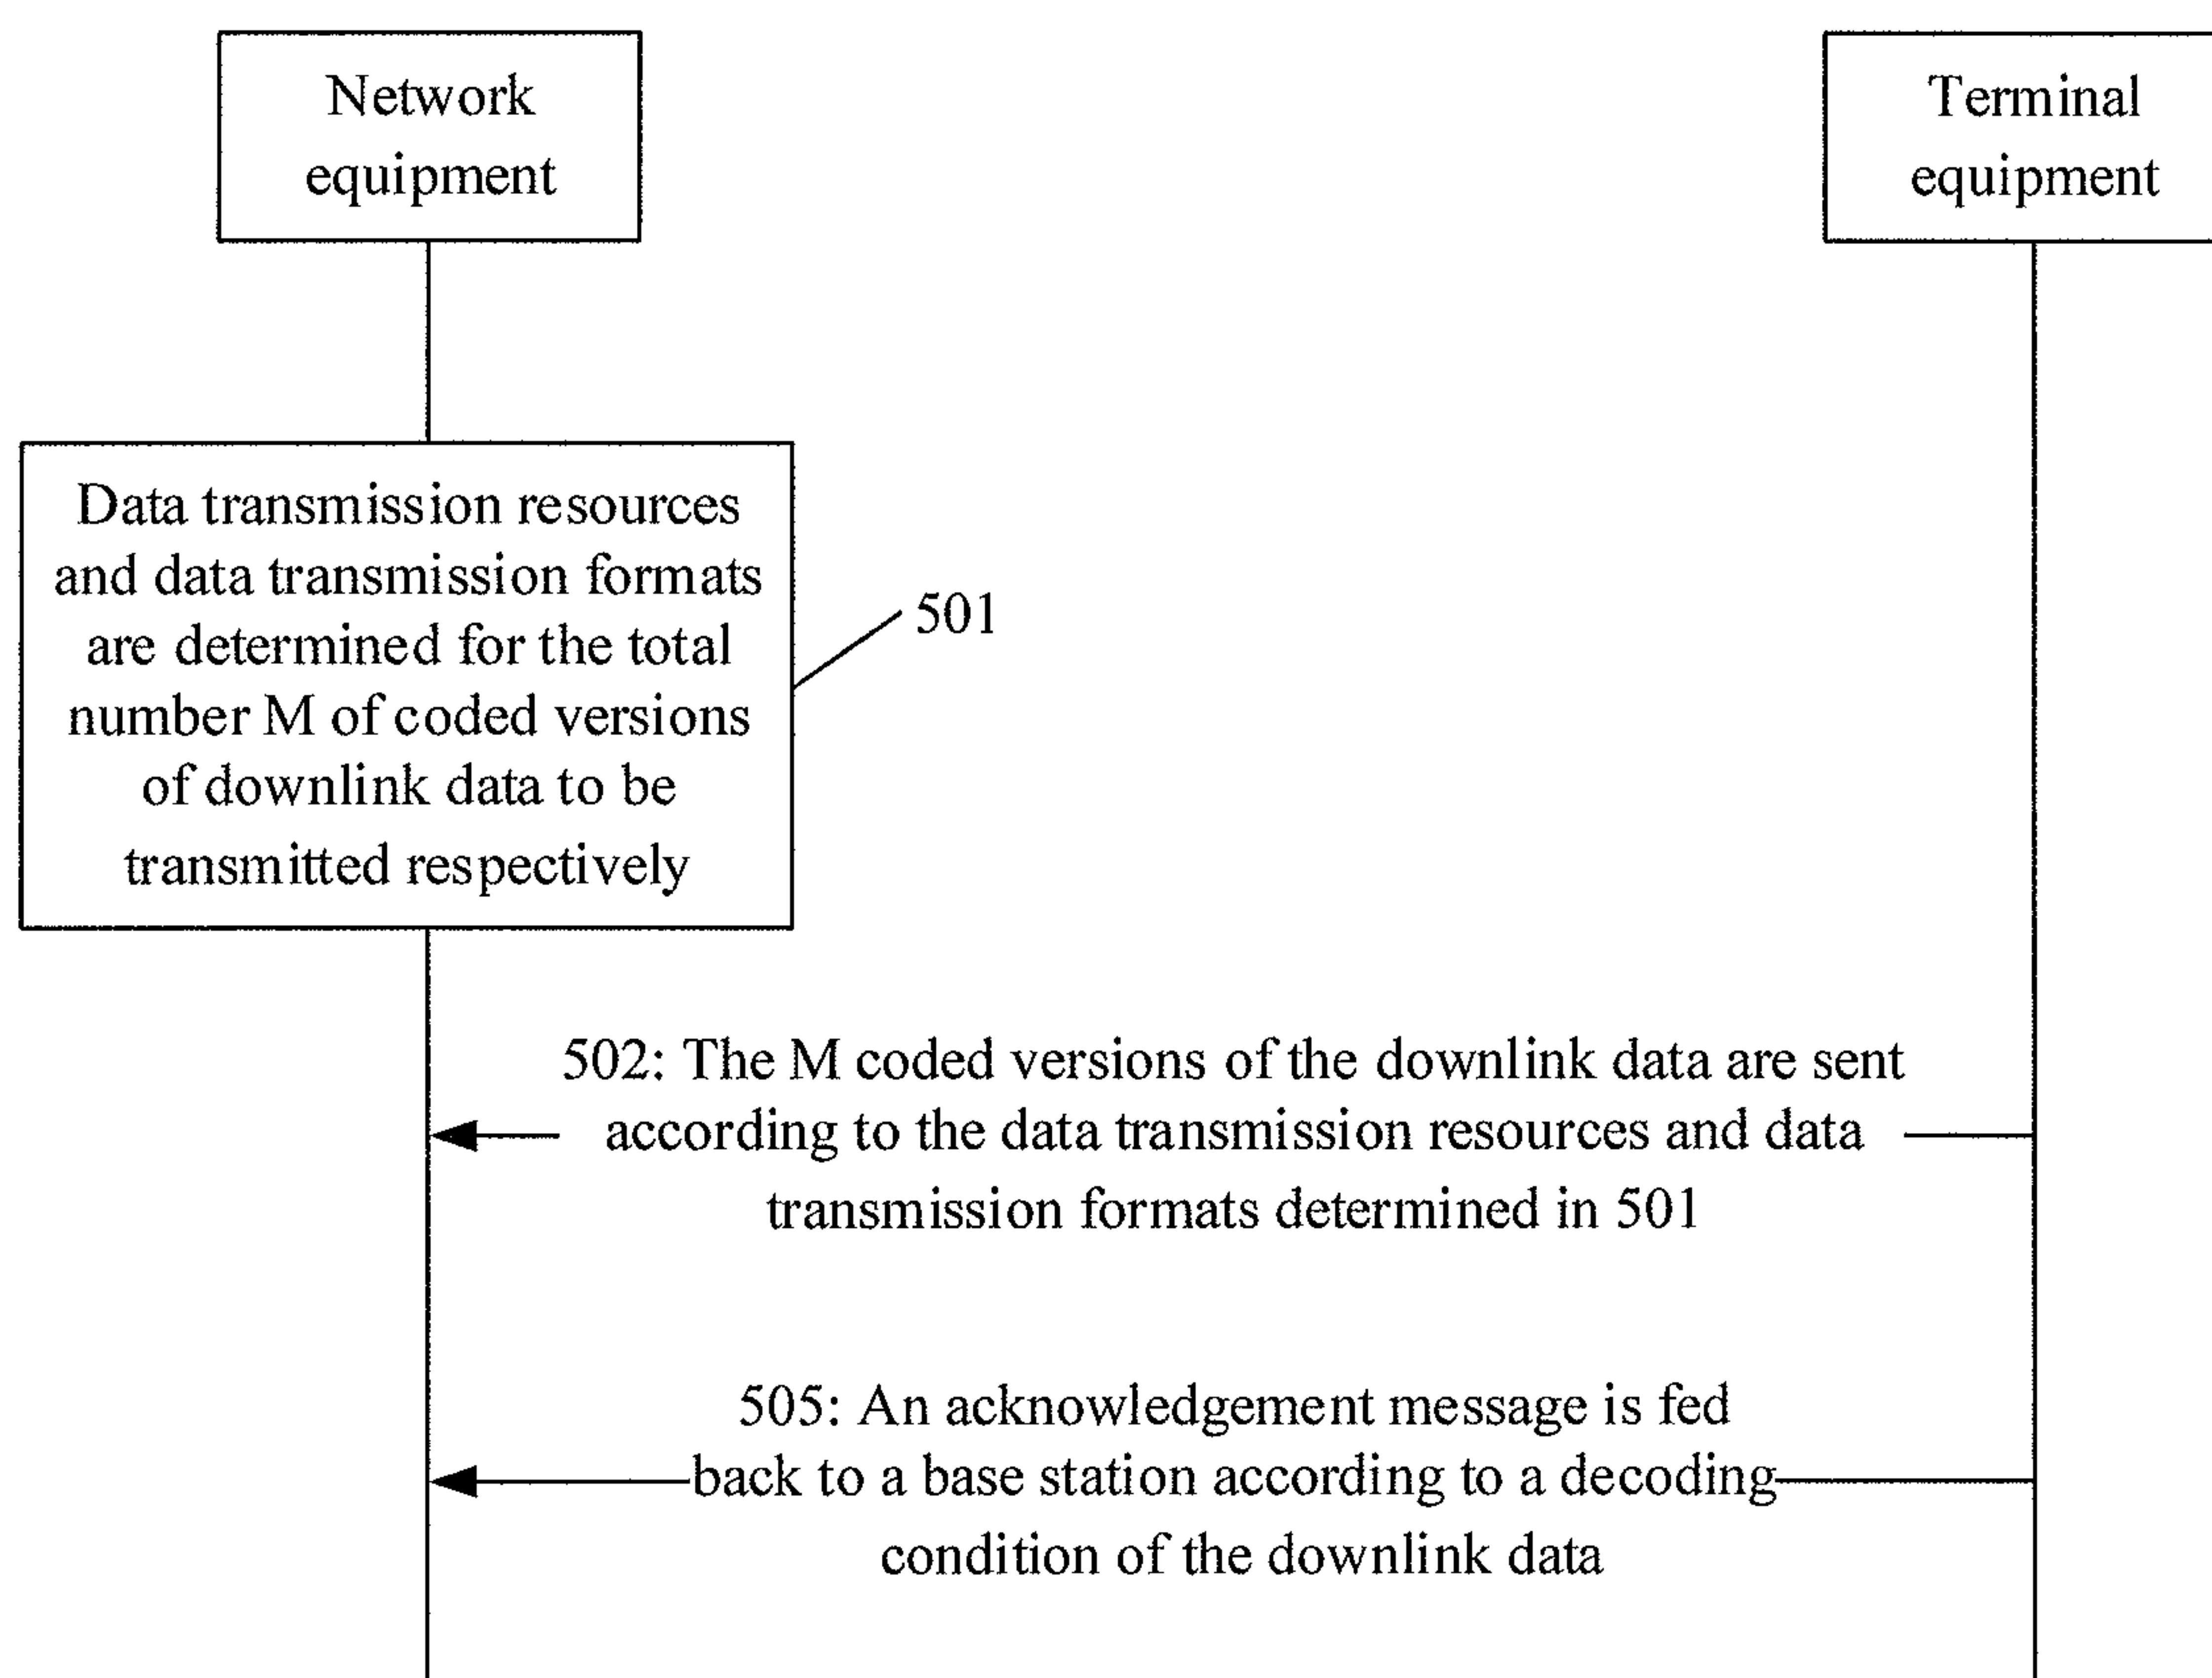 Network
equipment
Terminal
equipment
Data transmission resources
and data transmission formats
are determined for the total
number M of coded versions
of downlink data to be
transmitted respectively
501
502: The M coded versions of the downlink data are sent
according to the data transmission resources and data
transmission formats determined in 501
505: An acknowledgement message is fed
back to a base station according to a decoding
condition of the downlink data